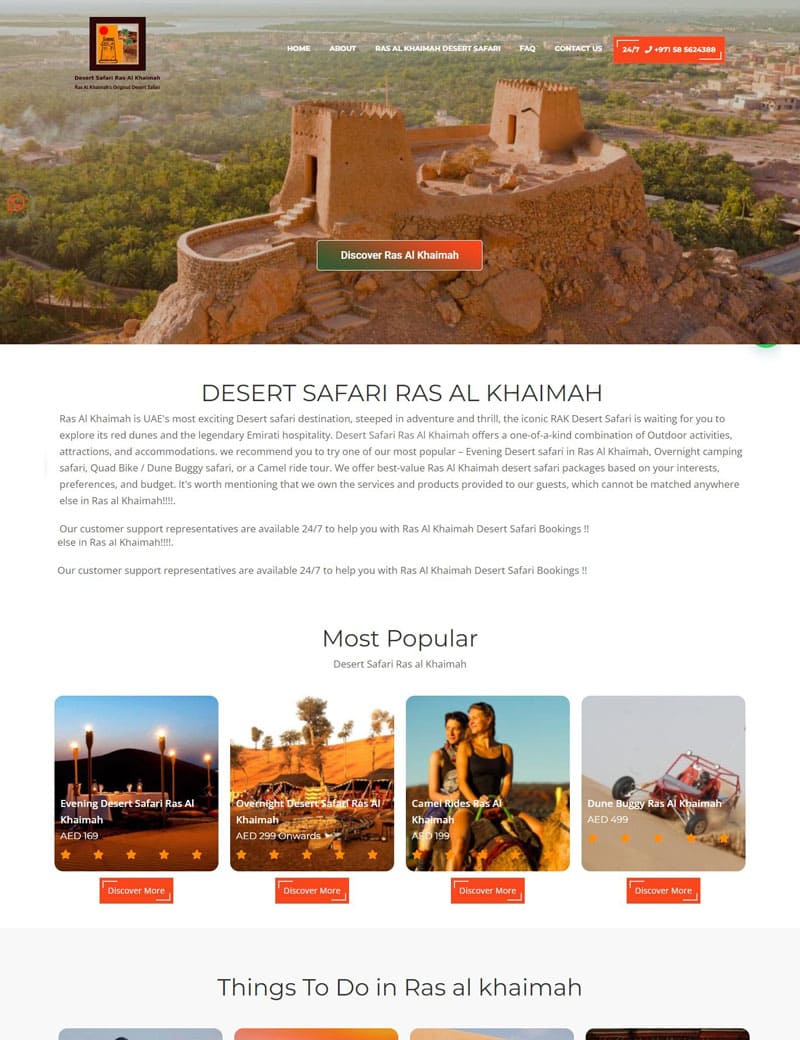 Desert Safari Ras Al Khaimah
Ras Al Khaimah's Original Desert Safari
HOME ABOUT RAS AL KHAIMAH DESERT SAFARI FAQ CONTACT US 24/7 +971 58 5624388
Discover Ras Al Khaimah
DESERT SAFARI RAS AL KHAIMAH
Ras Al Khaimah is UAE's most exciting Desert safari destination, steeped in adventure and thrill, the iconic RAK Desert Safari is waiting for you to
explore its red dunes and the legendary Emirati hospitality. Desert Safari Ras Al Khaimah offers a one-of-a-kind combination of Outdoor activities,
attractions, and accommodations. we recommend you to try one of our most popular – Evening Desert safari in Ras Al Khaimah, Overnight camping
safari, Quad Bike / Dune Buggy safari, or a Camel ride tour. We offer best-value Ras Al Khaimah desert safari packages based on your interests,
preferences, and budget. It's worth mentioning that we own the services and products provided to our guests, which cannot be matched anywhere
else in Ras al Khaimah!!!!.
Our customer support representatives are available 24/7 to help you with Ras Al Khaimah Desert Safari Bookings !!
else in Ras al Khaimah!!!!.
Our customer support representatives are available 24/7 to help you with Ras Al Khaimah Desert Safari Bookings !!
Most Popular
Desert Safari Ras al Khaimah
Evening Desert Safari Ras Al
Khaimah
AED 169
Discover More
Overnight Desert Safari Ras Al
Khaimah
AED 299 Onwards
Discover More
Camel Rides Ras Al
Khaimah
AED 199
Discover More
Dune Buggy Ras Al Khaimah
AED 499
Discover More
Things To Do in Ras al khaimah